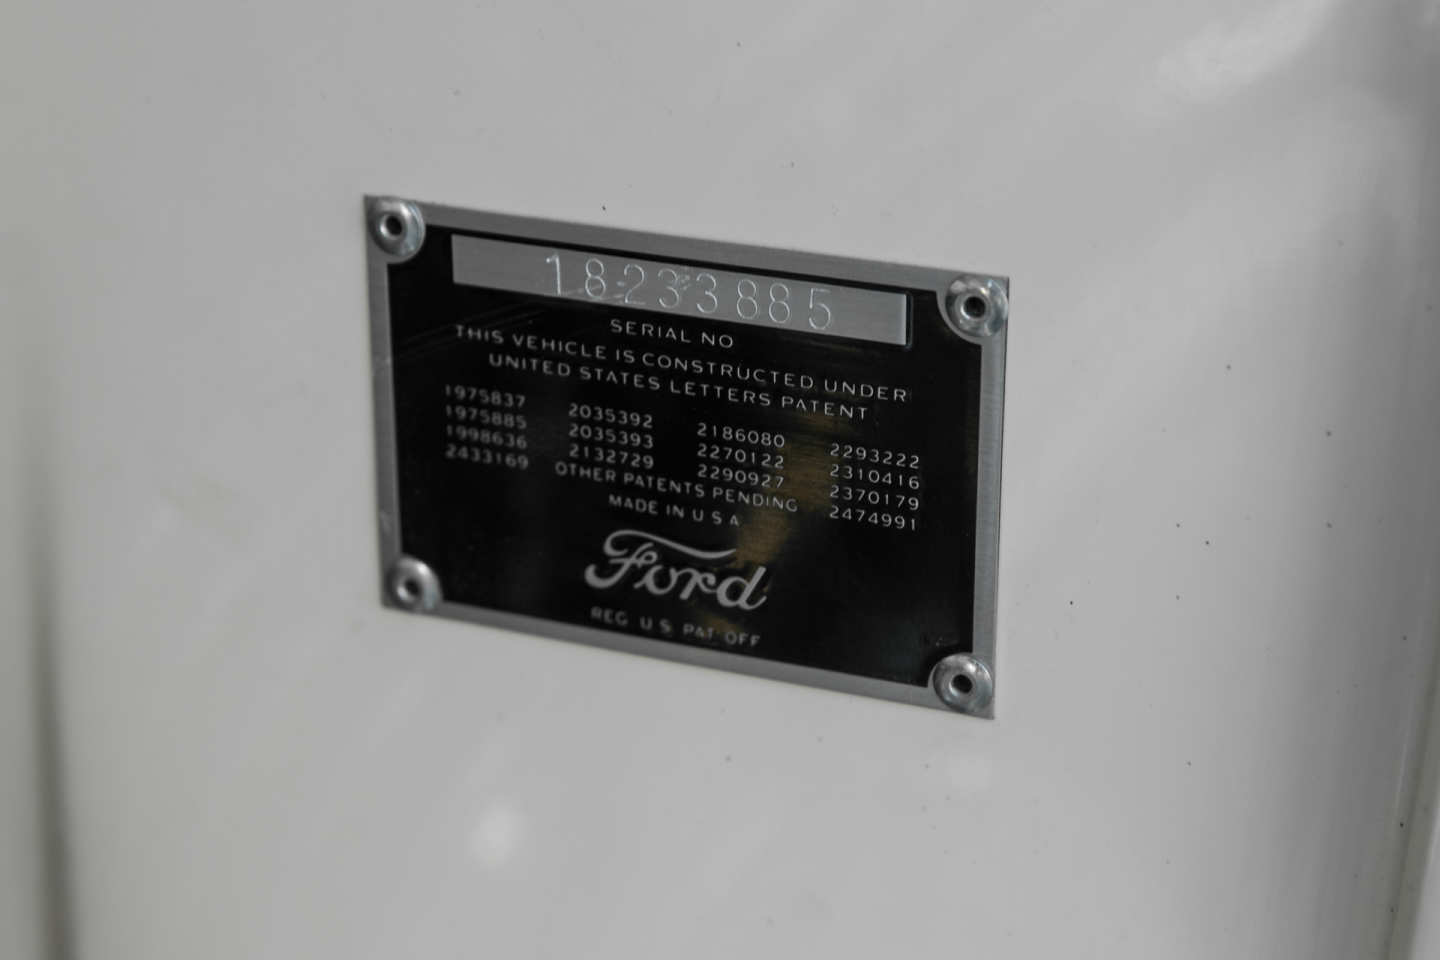 18233885
SERIAL NO
THIS VEHICLE IS CONSTRUCTED UNDER
UNITED STATES LETTERS PATENT
1975837 2035392 2186080 2293222
1975885 2035393 2270122 2310416
1998636 2132729 2290927 2370179
2433169 OTHER PATENTS PENDING 2474991
MADE IN U S A
Ford
REG U.S. PAT OFF